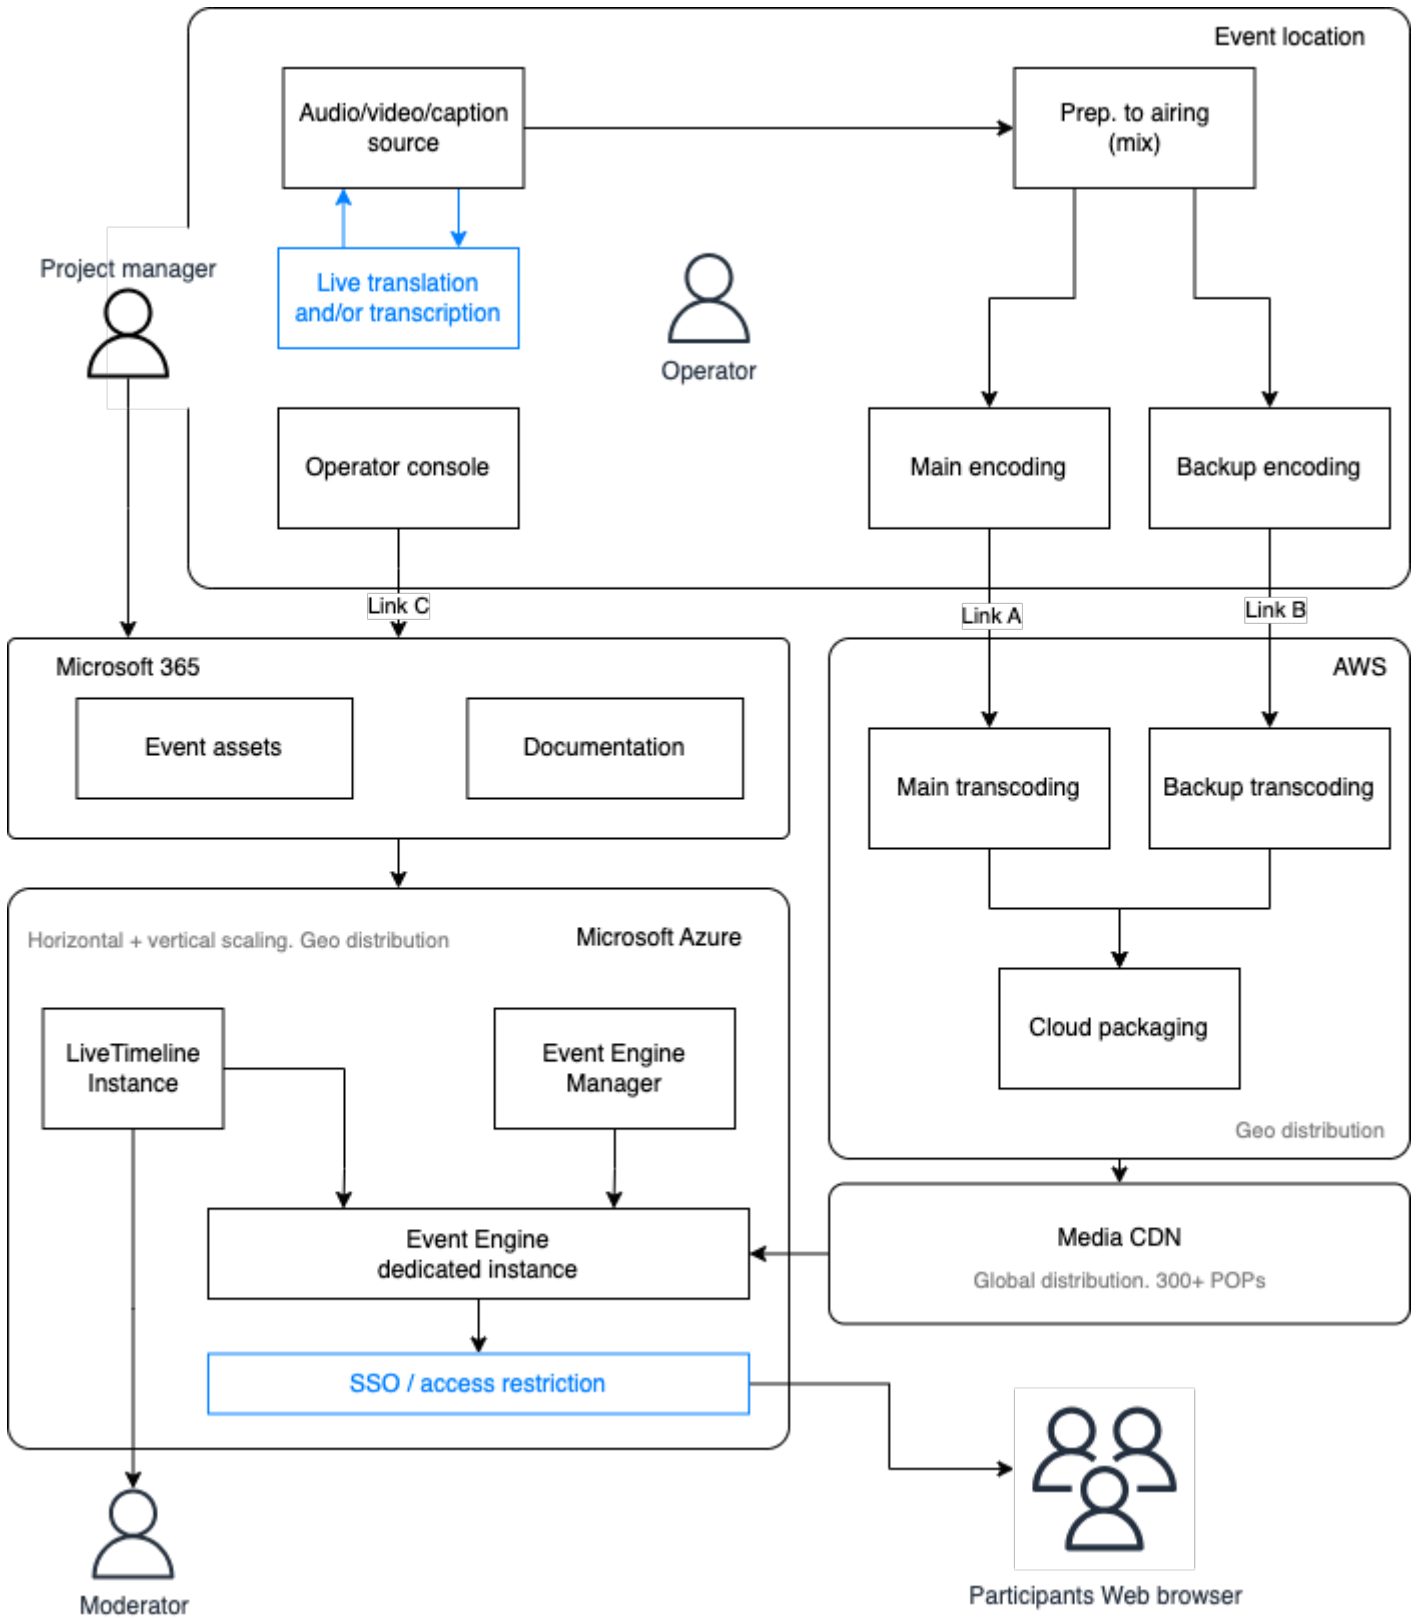 Event location
Audio/video/caption
source
Prep. to airing
(mix)
Project manager
Live translation
and/or transcription
Operator
Operator console
Main encoding
Backup encoding
Link C
Link A
Link B
Microsoft 365
AWS
Event assets
Documentation
Main transcoding
Backup transcoding
Horizontal + vertical scaling. Geo distribution
Microsoft Azure
LiveTimeline
Instance
Event Engine
Manager
Cloud packaging
Geo distribution
Event Engine
dedicated instance
Media CDN
Global distribution. 300+ POPs
SSO / access restriction
Moderator
Participants Web browser